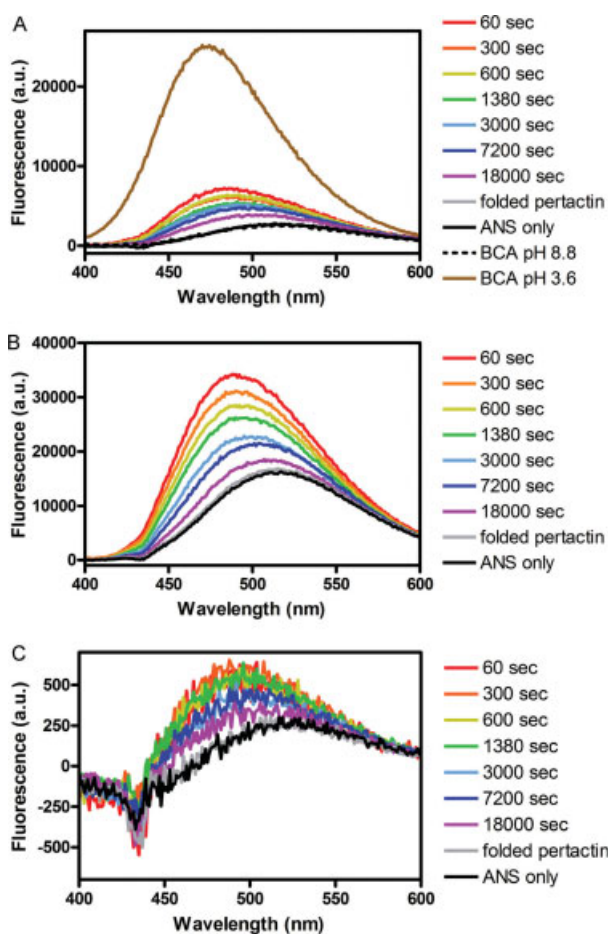 A
Fluorescence (a.u.)
20000
10000
0
400 450 500 550 600
Wavelength (nm)
60 sec
300 sec
600 sec
1380 sec
3000 sec
7200 sec
18000 sec
folded pertactin
ANS only
BCA pH 8.8
BCA pH 3.6
B
Fluorescence (a.u.)
40000
30000
20000
10000
0
400 450 500 550 600
Wavelength (nm)
60 sec
300 sec
600 sec
1380 sec
3000 sec
7200 sec
18000 sec
folded pertactin
ANS only
C
Fluorescence (a.u.)
500
250
0
-250
-500
400 450 500 550 600
Wavelength (nm)
60 sec
300 sec
600 sec
1380 sec
3000 sec
7200 sec
18000 sec
folded pertactin
ANS only